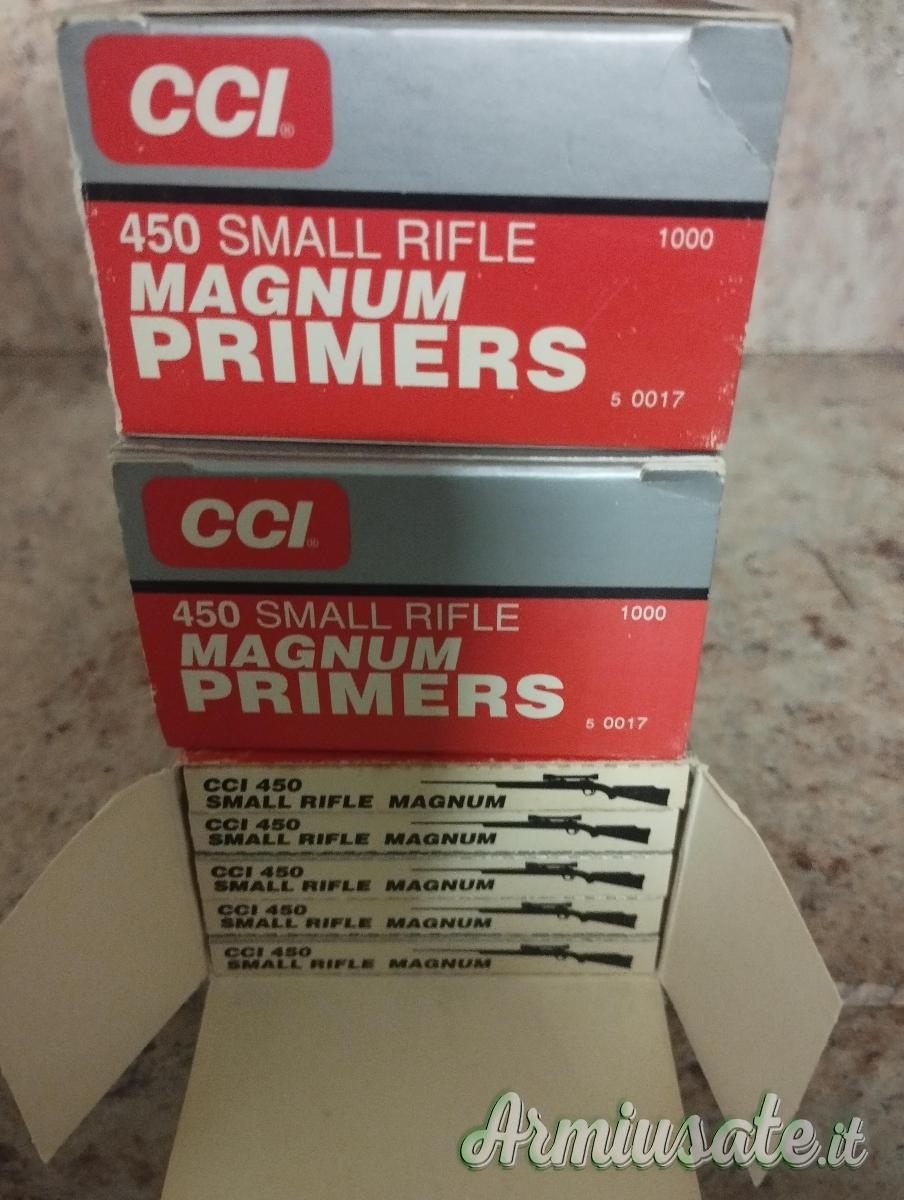 CCI®
450 SMALL RIFLE 1000
MAGNUM
PRIMERS
5 0017
CCI®
450 SMALL RIFLE 1000
MAGNUM
PRIMERS
5 0017
CCI 450
SMALL RIFLE MAGNUM
CCI 450
SMALL RIFLE MAGNUM
CCI 450
SMALL RIFLE MAGNUM
CCI 450
SMALL RIFLE MAGNUM
CCI 450
SMALL RIFLE MAGNUM
Armiusate.it